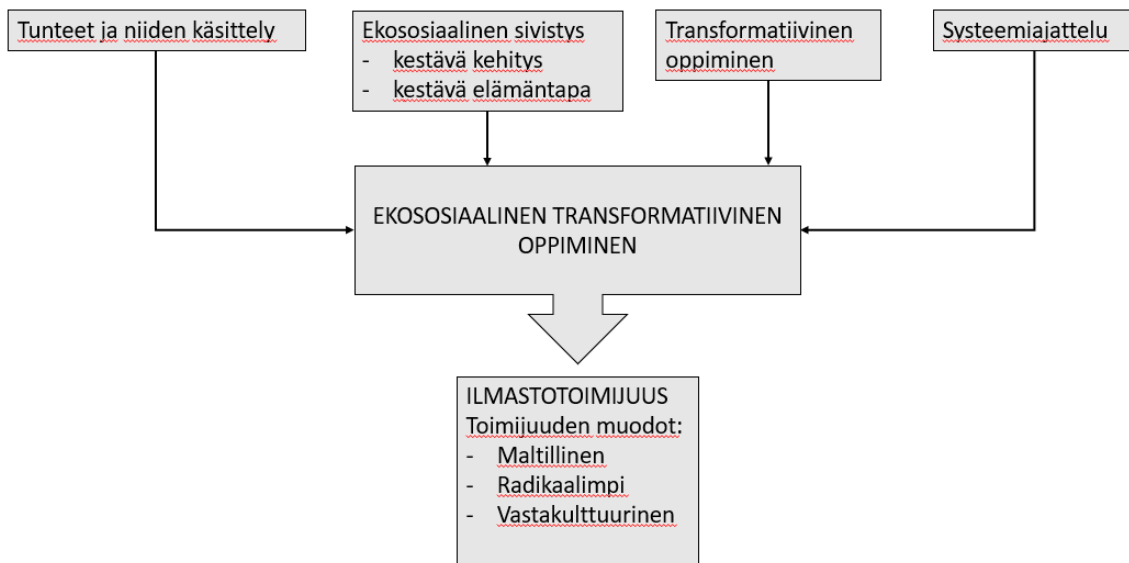 Tunteet ja niiden käsittely
Ekososiaalinen sivistys
- kestävä kehitys
- kestävä elämäntapa
Transformatiivinen
oppiminen
Systeemiajattelu
EKOSOSIAALINEN TRANSFORMATIIVINEN
OPPIMINEN
ILMASTOTOIMIJUUS
Toimijuuden muodot:
- Maltillinen
- Radikaalimpi
- Vastakulttuurinen